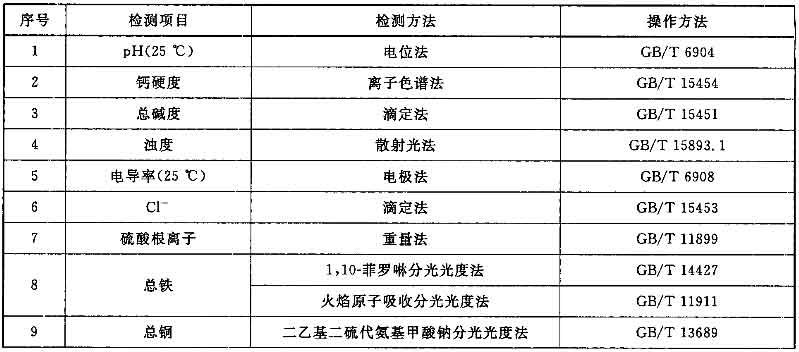 序号 检测项目 检测方法 操作方法
1 pH(25 ℃) 电位法 GB/T 6904
2 钙硬度 离子色谱法 GB/T 15454
3 总碱度 滴定法 GB/T 15451
4 浊度 散射光法 GB/T 15893.1
5 电导率(25 ℃) 电极法 GB/T 6908
6 Cl⁻ 滴定法 GB/T 15453
7 硫酸根离子 重量法 GB/T 11899
8 总铁 1,10-菲罗啉分光光度法 GB/T 14427
火焰原子吸收分光光度法 GB/T 11911
9 总铜 二乙基二硫代氨基甲酸钠分光光度法 GB/T 13689